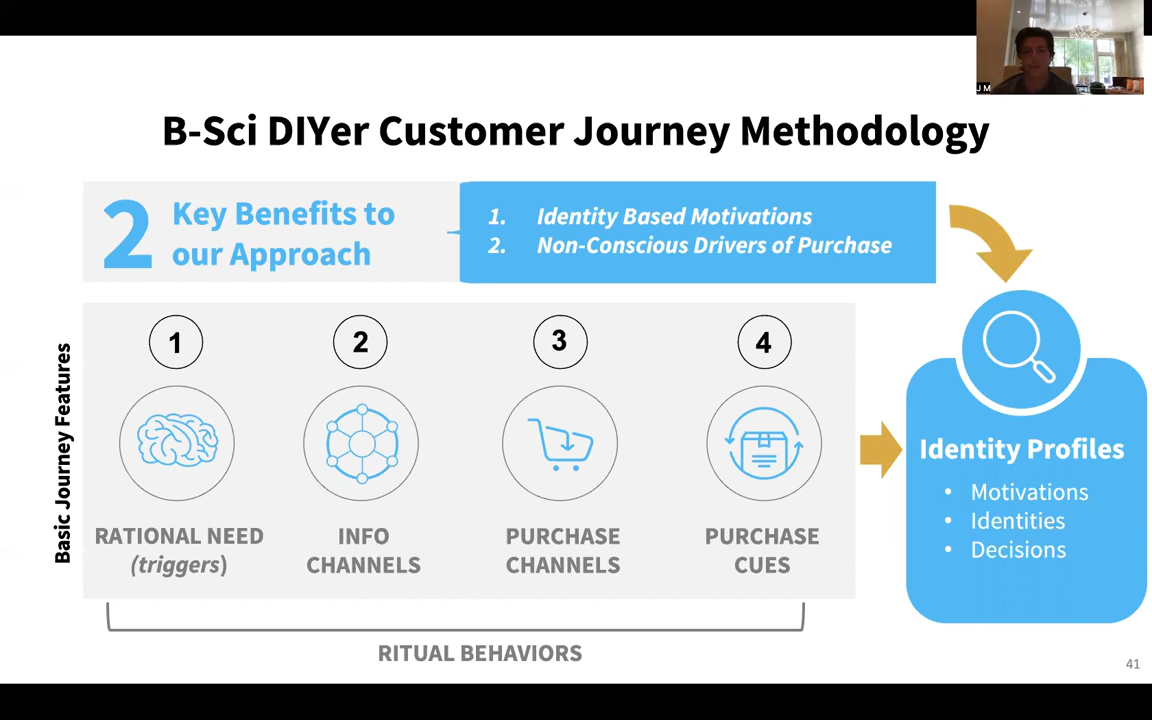 J M
B-Sci DIYer Customer Journey Methodology
2
Key Benefits to
our Approach
1. Identity Based Motivations
2. Non-Conscious Drivers of Purchase
Basic Journey Features
1
2
3
4
RATIONAL NEED
(triggers)
INFO
CHANNELS
PURCHASE
CHANNELS
PURCHASE
CUES
RITUAL BEHAVIORS
Identity Profiles
• Motivations
• Identities
• Decisions
41